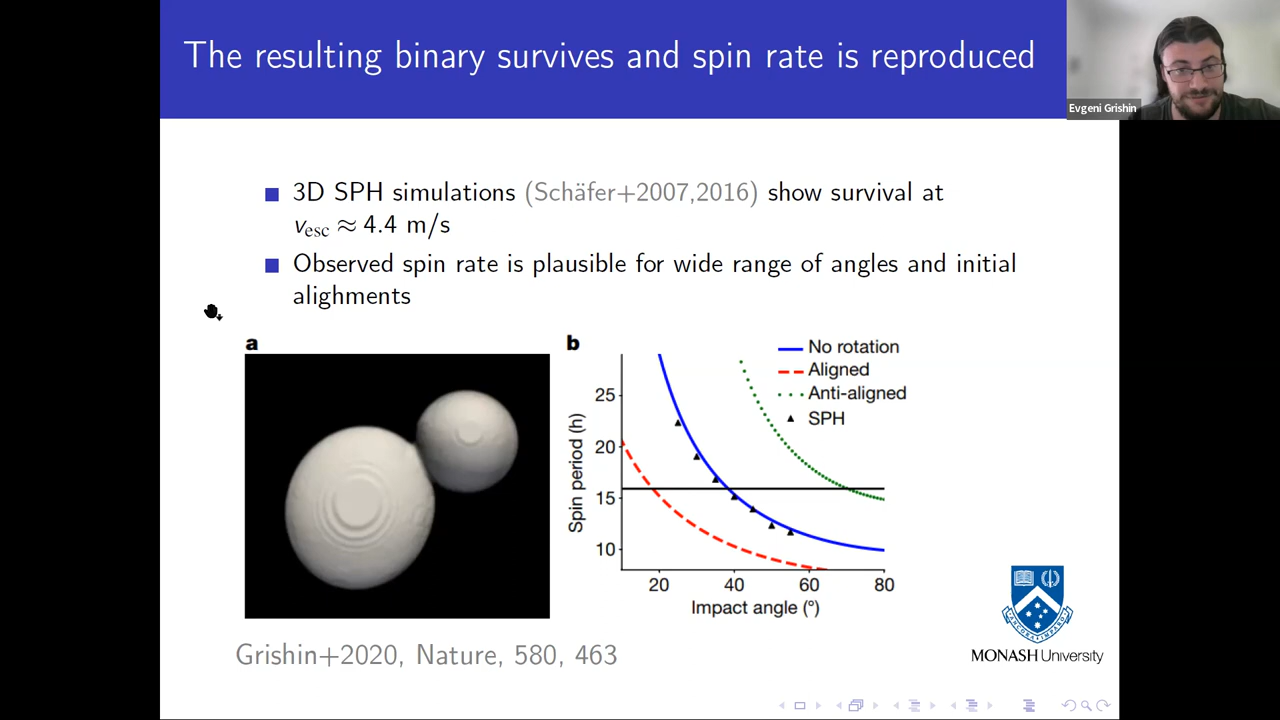 The resulting binary survives and spin rate is reproduced
Evgeni Grishin
3D SPH simulations (Schäfer+2007,2016) show survival at
vesc ≈ 4.4 m/s
Observed spin rate is plausible for wide range of angles and initial
alighments
a
b
No rotation
Aligned
Anti-aligned
SPH
25
20
15
10
Spin period (h)
20 40 60 80
Impact angle (°)
Grishin+2020, Nature, 580, 463
ANCORA IMPARO
MONASH University